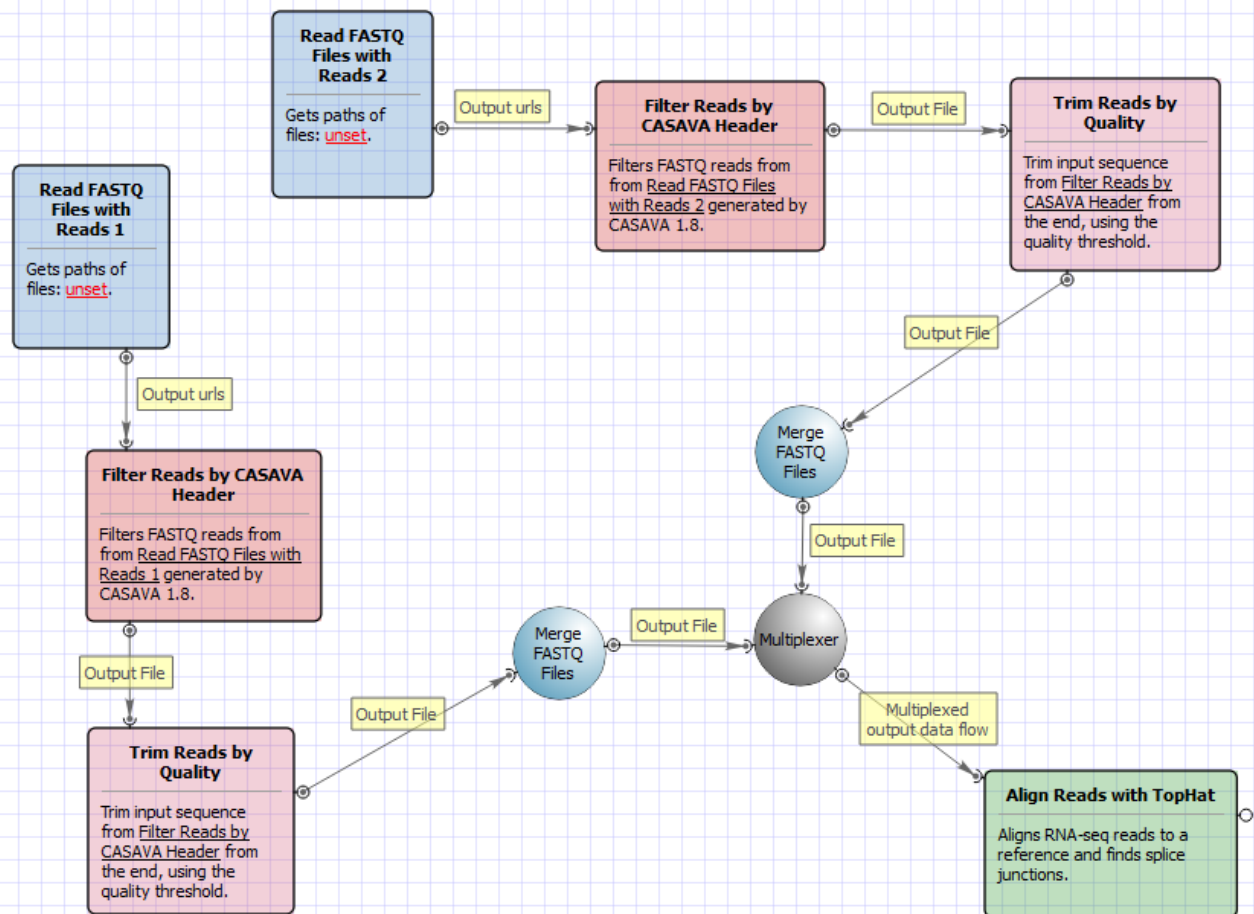 Read FASTQ
Files with
Reads 2
Gets paths of
files: unset.
Output urls
Filter Reads by
CASAVA Header
Filters FASTQ reads from
from Read FASTQ Files
with Reads 2 generated by
CASAVA 1.8.
Output File
Trim Reads by
Quality
Trim input sequence
from Filter Reads by
CASAVA Header from
the end, using the
quality threshold.
Output File
Merge
FASTQ
Files
Output File
Read FASTQ
Files with
Reads 1
Gets paths of
files: unset.
Output urls
Filter Reads by CASAVA
Header
Filters FASTQ reads from
from Read FASTQ Files with
Reads 1 generated by
CASAVA 1.8.
Output File
Trim Reads by
Quality
Trim input sequence
from Filter Reads by
CASAVA Header from
the end, using the
quality threshold.
Output File
Merge
FASTQ
Files
Output File
Multiplexer
Multiplexed
output data flow
Align Reads with TopHat
Aligns RNA-seq reads to a
reference and finds splice
junctions.